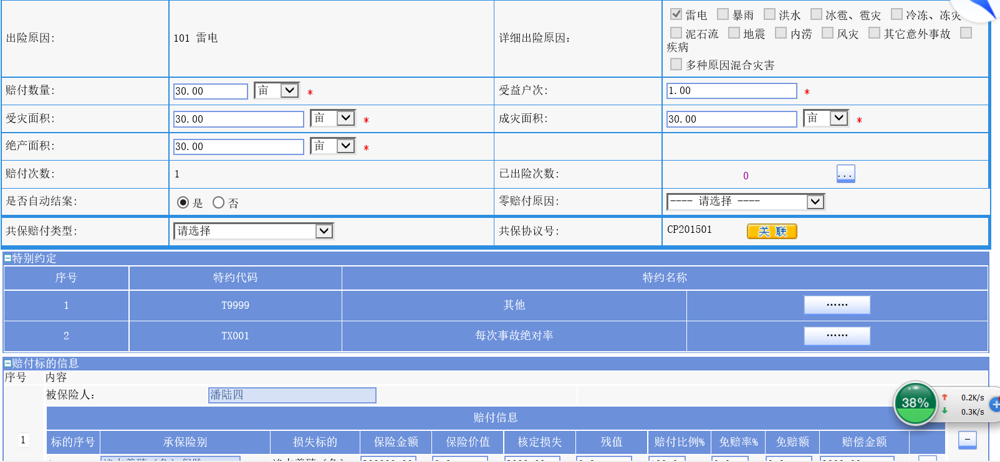 出险原因:
101 雷电
详细出险原因:
雷电 暴雨 洪水 冰雹、雹灾 冷冻、冻灾
泥石流 地震 内涝 风灾 其它意外事故
疾病
多种原因混合灾害
赔付数量: 30.00 亩 * 受益户次: 1.00 *
受灾面积: 30.00 亩 * 成灾面积: 30.00 亩 *
绝产面积: 30.00 亩 *
赔付次数: 1 已出险次数: 0 ...
是否自动结案: 是 否 零赔付原因: ---- 请选择 ----
共保赔付类型: 请选择 共保协议号: CP201501 关联
特别约定
序号 特约代码 特约名称
1 T9999 其他 ······
2 TX001 每次事故绝对率 ······
赔付标的信息
序号 内容
被保险人: 潘陆四
38% 0.2K/s
0.3K/s
赔付信息
1 标的序号 承保险别 损失标的 保险金额 保险价值 核定损失 残值 赔付比例% 免赔率% 免赔额 赔偿金额 -